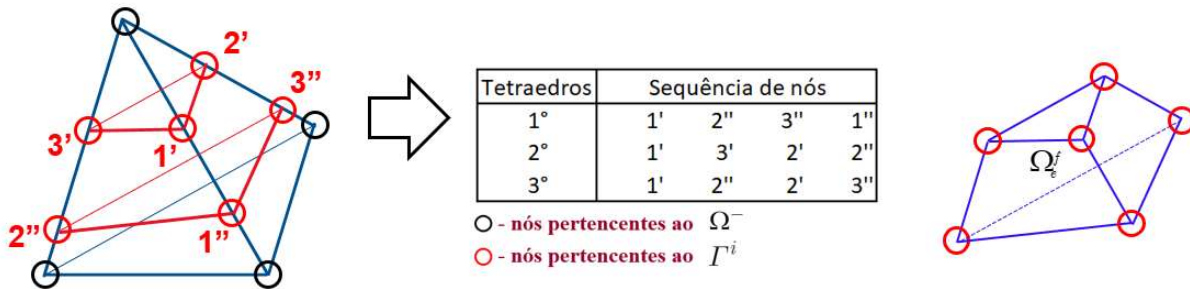 2’
3”
3’
1’
2”
1”
Tetraedros Sequência de nós
1° 1' 2'' 3'' 1''
2° 1' 3' 2' 2''
3° 1' 2'' 2' 3''
- nós pertencentes ao Ω⁻
- nós pertencentes ao Γⁱ
Ωₑᶠ